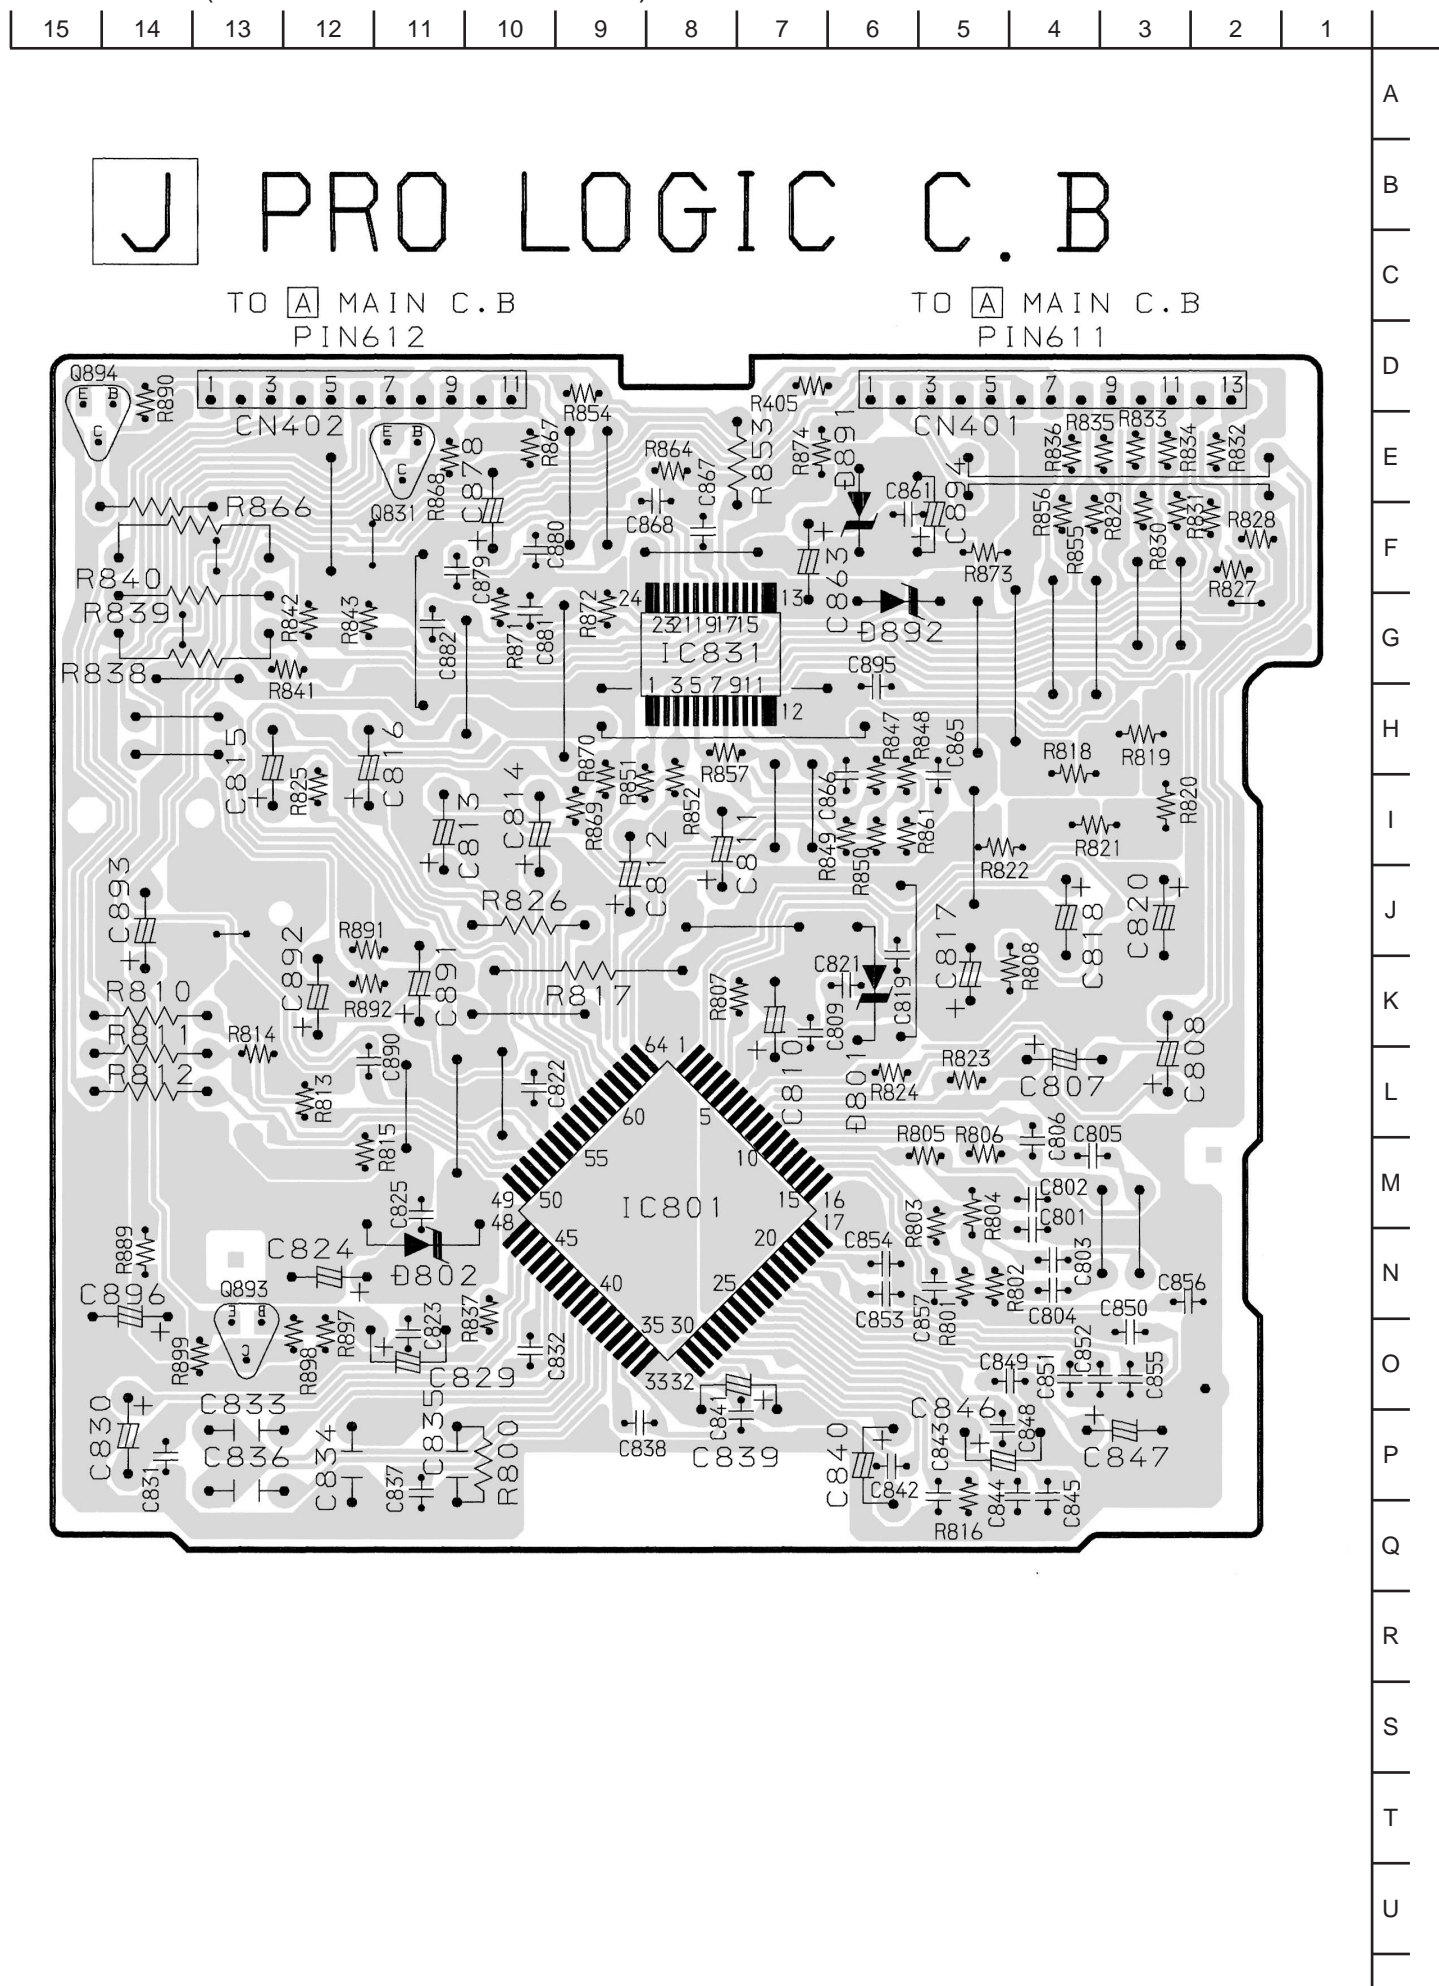 15 14 13 12 11 10 9 8 7 6 5 4 3 2 1
A
B
J PRO LOGIC C.B
C
TO A MAIN C.B TO A MAIN C.B
PIN612 PIN611
D
Q894 E B C
R890
1 3 5 7 9 11
CN402
R854
R405
1 3 5 7 9 11 13
CN401
R836 R835 R833 R834 R832
E
E B C
Q831
R868
C878
R867
R864
C867
R853
R874
D891
C861
C894
R866
C868
R856 R855 R829 R830 R831 R828
F
R840
C879
C880
C863
R873
R827
R839
R842
R843
C882
R871
C881
R872
24 13
23 21 19 17 15
IC831
1 3 5 7 9 11
12
D892
G
R838
R841
C895
H
C815
R825
C816
C813
C814
R870
R869
R851
R852
R857
C811
C812
C866
R847
R848
C865
R849
R850
R861
R818
R819
R820
I
R821
R822
C893
R826
J
C892
R891
R892
C891
R817
R807
C810
C809
C821
C819
D801
C817
R808
C818
C820
K
R810
R811
R812
R814
R813
C890
C822
R824
R823
C807
C808
L
R815
64 1
60 5
55 10
49 50 15 16
IC801
48 45 20 17
40 25
35 30
33 32
R805 R806
C806
C805
M
C825
R803
R804
C802
C801
R889
C824
D802
C854
C853
C857
R801
R802
C803
C804
C856
N
C896
Q893
E B C
R899
R898
R897
C823
R837
C829
C832
C850
C852
C851
C849
C855
O
C830
C831
C833
C836
C834
C835
C837
R800
C838
C841
C839
C840
C842
C846
C843
C848
C847
P
C844
C845
R816
Q
R
S
T
U